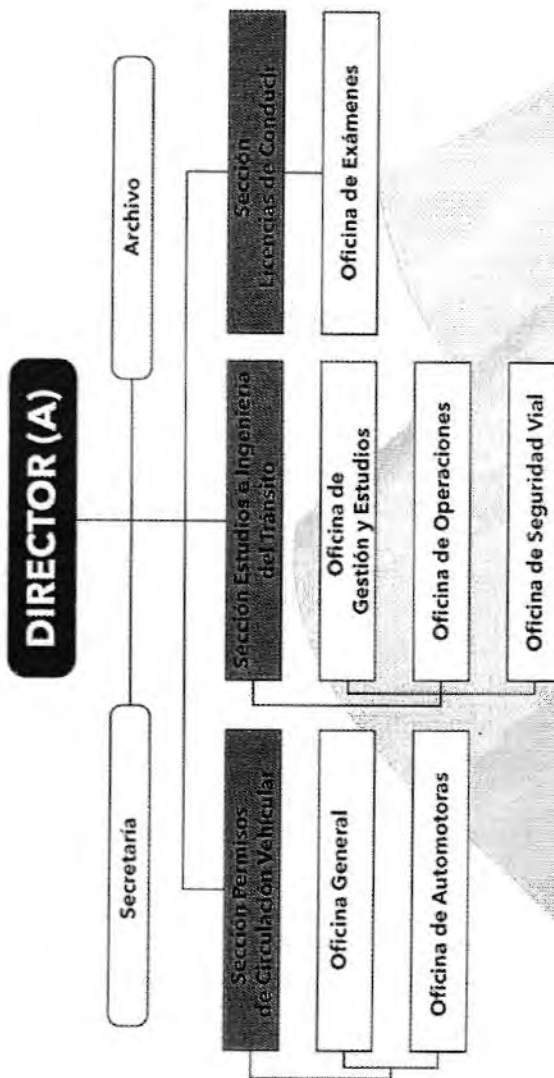 DIRECTOR (A)
Secretaría
Archivo
Sección Permisos
de Circulación Vehicular
Oficina General
Oficina de Automotoras
Sección Estudios e Ingeniería
del Tránsito
Oficina de
Gestión y Estudios
Oficina de Operaciones
Oficina de Seguridad Vial
Sección
Licencias de Conducir
Oficina de Exámenes